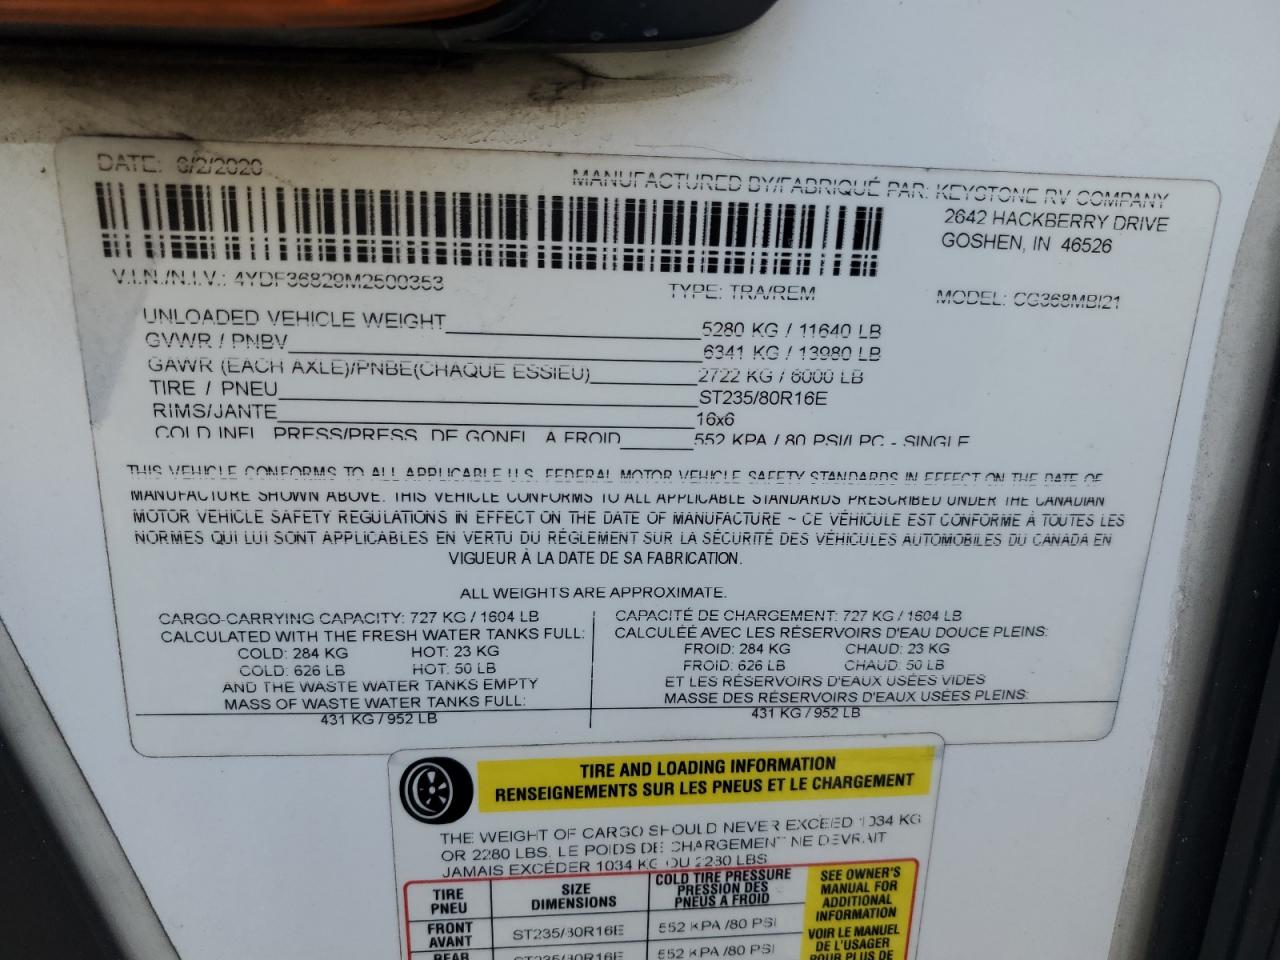 DATE: 6/2/2020
MANUFACTURED BY/FABRIQUÉ PAR: KEYSTONE RV COMPANY
2642 HACKBERRY DRIVE
GOSHEN, IN 46526
V.I.N./N.I.V.: 4YDF36829M2500353
TYPE: TRA/REM
MODEL: CG368MBI21
UNLOADED VEHICLE WEIGHT 5280 KG / 11640 LB
GVWR / PNBV 6341 KG / 13980 LB
GAWR (EACH AXLE)/PNBE(CHAQUE ESSIEU) 2722 KG / 6000 LB
TIRE / PNEU ST235/80R16E
RIMS/JANTE 16x6
COLD INFL. PRESS/PRESS. DE GONFL. A FROID 552 KPA / 80 PSI/LPC - SINGLE
THIS VEHICLE CONFORMS TO ALL APPLICABLE U.S. FEDERAL MOTOR VEHICLE SAFETY STANDARDS IN EFFECT ON THE DATE OF
MANUFACTURE SHOWN ABOVE. THIS VEHICLE CONFORMS TO ALL APPLICABLE STANDARDS PRESCRIBED UNDER THE CANADIAN
MOTOR VEHICLE SAFETY REGULATIONS IN EFFECT ON THE DATE OF MANUFACTURE ~ CE VÉHICULE EST CONFORME À TOUTES LES
NORMES QUI LUI SONT APPLICABLES EN VERTU DU RÉGLEMENT SUR LA SÉCURITÉ DES VÉHICULES AUTOMOBILES DU CANADA EN
VIGUEUR À LA DATE DE SA FABRICATION.
ALL WEIGHTS ARE APPROXIMATE.
CARGO-CARRYING CAPACITY: 727 KG / 1604 LB
CALCULATED WITH THE FRESH WATER TANKS FULL:
COLD: 284 KG HOT: 23 KG
COLD: 626 LB HOT: 50 LB
AND THE WASTE WATER TANKS EMPTY
MASS OF WASTE WATER TANKS FULL:
431 KG / 952 LB
CAPACITÉ DE CHARGEMENT: 727 KG / 1604 LB
CALCULÉE AVEC LES RÉSERVOIRS D'EAU DOUCE PLEINS:
FROID: 284 KG CHAUD: 23 KG
FROID: 626 LB CHAUD: 50 LB
ET LES RÉSERVOIRS D'EAUX USÉES VIDES
MASSE DES RÉSERVOIRS D'EAUX USÉES PLEINS:
431 KG / 952 LB
TIRE AND LOADING INFORMATION
RENSEIGNEMENTS SUR LES PNEUS ET LE CHARGEMENT
THE WEIGHT OF CARGO SHOULD NEVER EXCEED 1034 KG
OR 2280 LBS. LE POIDS DE CHARGEMENT NE DEVRAIT
JAMAIS EXCÉDER 1034 KG OU 2280 LBS
TIRE
PNEU
SIZE
DIMENSIONS
COLD TIRE PRESSURE
PRESSION DES
PNEUS A FROID
FRONT
AVANT
ST235/80R16E
552 KPA /80 PSI
REAR
ST235/80R16E
552 KPA /80 PSI
SEE OWNER'S
MANUAL FOR
ADDITIONAL
INFORMATION
VOIR LE MANUEL
DE L'USAGER
POUR PLUS DE